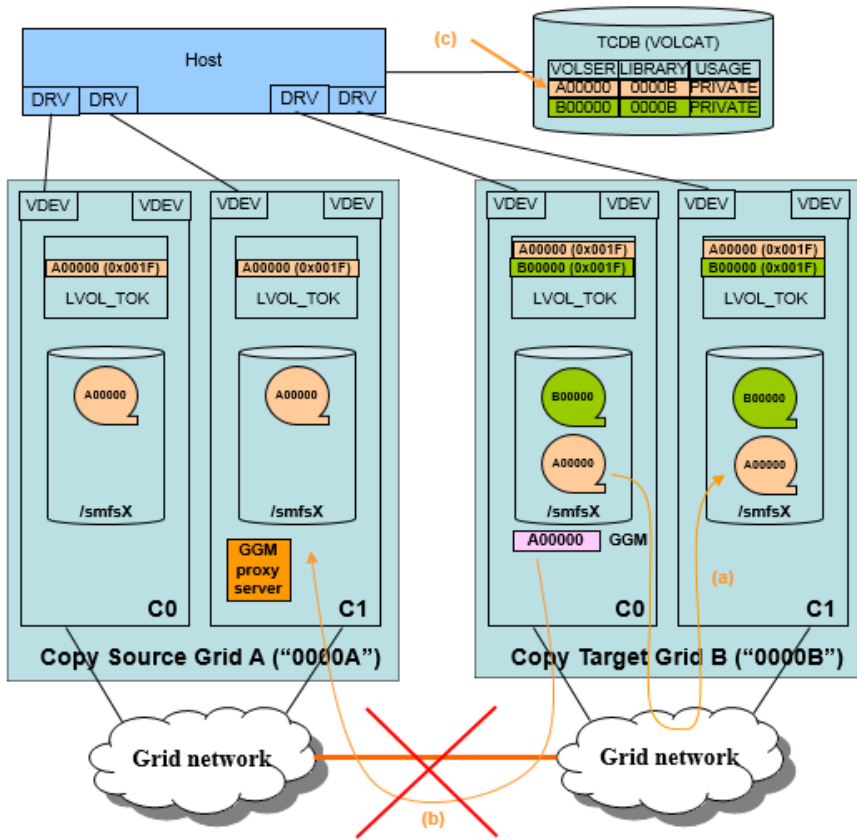 Host
DRV DRV DRV DRV
(c)
TCDB (VOLCAT)
VOLSER LIBRARY USAGE
A00000 0000B PRIVATE
B00000 0000B PRIVATE
VDEV VDEV
A00000 (0x001F)
LVOL_TOK
A00000
/smfsX
C0
VDEV VDEV
A00000 (0x001F)
LVOL_TOK
A00000
/smfsX
GGM
proxy
server
C1
Copy Source Grid A (“0000A”)
VDEV VDEV
A00000 (0x001F)
B00000 (0x001F)
LVOL_TOK
B00000
A00000
/smfsX
A00000 GGM
C0
VDEV VDEV
A00000 (0x001F)
B00000 (0x001F)
LVOL_TOK
B00000
A00000
/smfsX
(a)
C1
Copy Target Grid B (“0000B”)
Grid network
Grid network
(b)